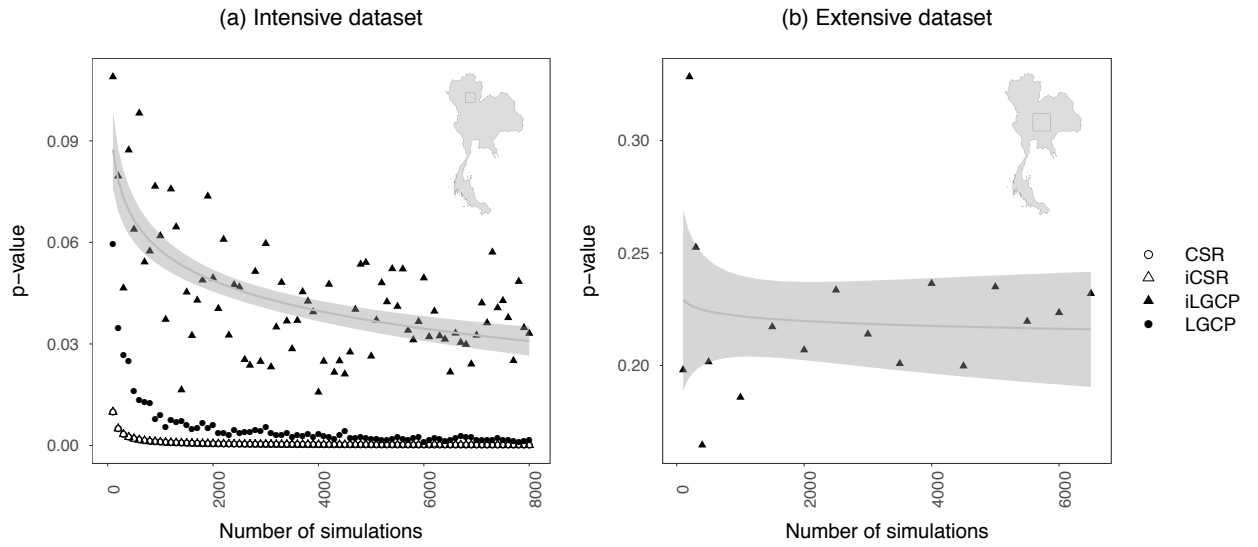 (a) Intensive dataset
(b) Extensive dataset
p−value
0.09
0.06
0.03
0.00
0
2000
4000
6000
8000
Number of simulations
p−value
0.30
0.25
0.20
0
2000
4000
6000
Number of simulations
CSR
iCSR
iLGCP
LGCP